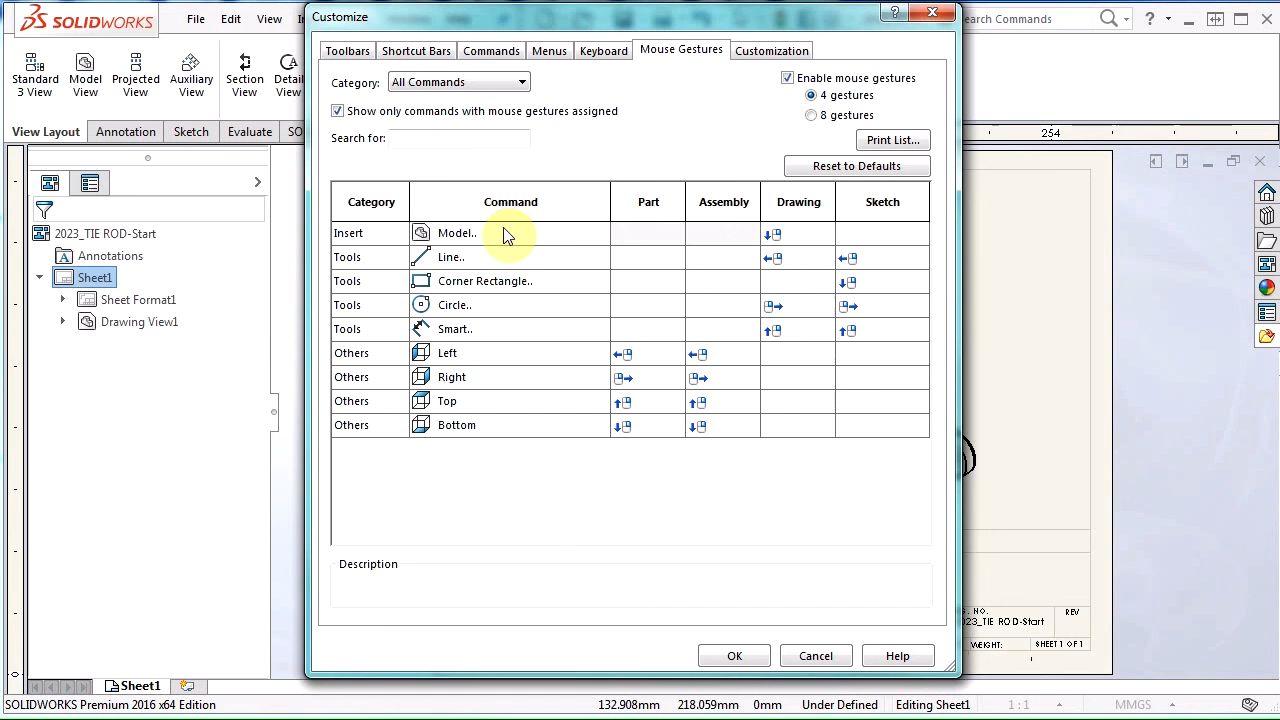 SOLIDWORKS
File
Edit
View
Customize
earch Commands
Standard 3 View
Model View
Projected View
Auxiliary View
Section View
Detail View
View Layout
Annotation
Sketch
Evaluate
SO
Toolbars
Shortcut Bars
Commands
Menus
Keyboard
Mouse Gestures
Customization
Category:
All Commands
Enable mouse gestures
4 gestures
8 gestures
Show only commands with mouse gestures assigned
Search for:
Print List...
Reset to Defaults
Category Command Part Assembly Drawing Sketch
Insert Model..
Tools Line..
Tools Corner Rectangle..
Tools Circle..
Tools Smart..
Others Left
Others Right
Others Top
Others Bottom
Description
OK
Cancel
Help
2023_TIE ROD-Start
Annotations
Sheet1
Sheet Format1
Drawing View1
254
NO.
REV
2023_TIE ROD-Start
WEIGHT:
SHEET 1 OF 1
Sheet1
SOLIDWORKS Premium 2016 x64 Edition
132.908mm
218.059mm
0mm
Under Defined
Editing Sheet1
1 : 1
MMGS